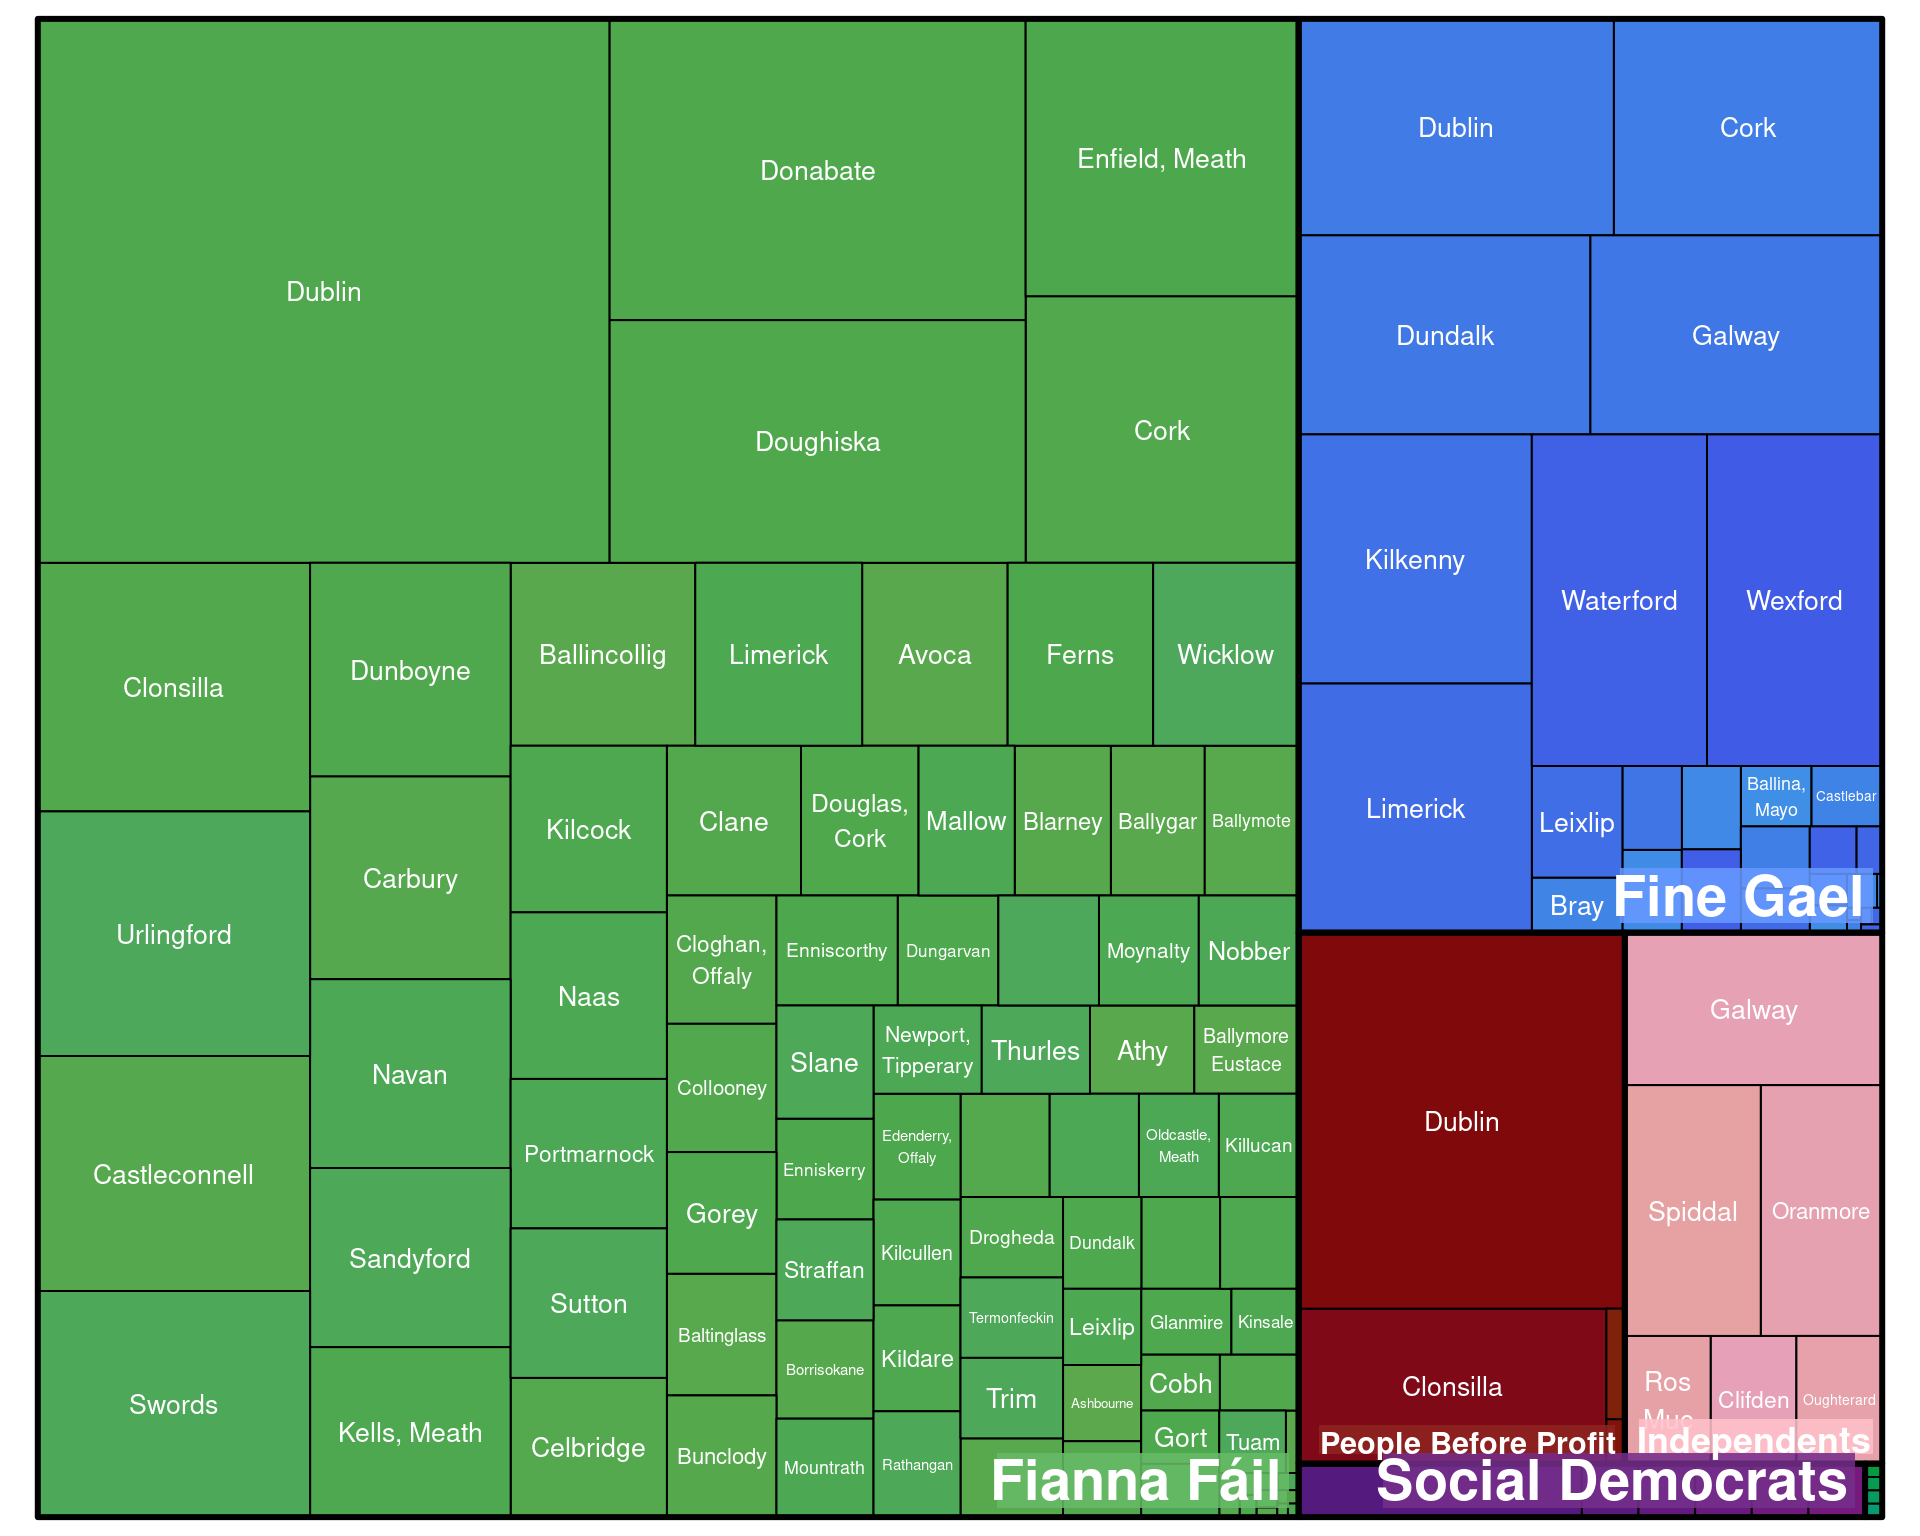 Dublin
Donabate
Enfield, Meath
Doughiska
Cork
Clonsilla
Dunboyne
Ballincollig
Limerick
Avoca
Ferns
Wicklow
Urlingford
Carbury
Kilcock
Clane
Douglas,
Cork
Mallow
Blarney
Ballygar
Ballymote
Castleconnell
Navan
Naas
Cloghan,
Offaly
Enniscorthy
Dungarvan
Moynalty
Nobber
Collooney
Slane
Newport,
Tipperary
Thurles
Athy
Ballymore
Eustace
Swords
Sandyford
Portmarnock
Gorey
Enniskerry
Edenderry,
Offaly
Oldcastle,
Meath
Killucan
Kells, Meath
Sutton
Baltinglass
Straffan
Kilcullen
Drogheda
Dundalk
Termonfeckin
Leixlip
Glanmire
Kinsale
Celbridge
Bunclody
Borrisokane
Kildare
Trim
Ashbourne
Cobh
Mountrath
Rathangan
Gort
Tuam
Fianna Fáil
Dublin
Cork
Dundalk
Galway
Kilkenny
Waterford
Wexford
Limerick
Leixlip
Ballina,
Mayo
Castlebar
Bray
Fine Gael
Dublin
Clonsilla
People Before Profit
Galway
Spiddal
Oranmore
Ros
Muc
Clifden
Oughterard
Independents
Social Democrats